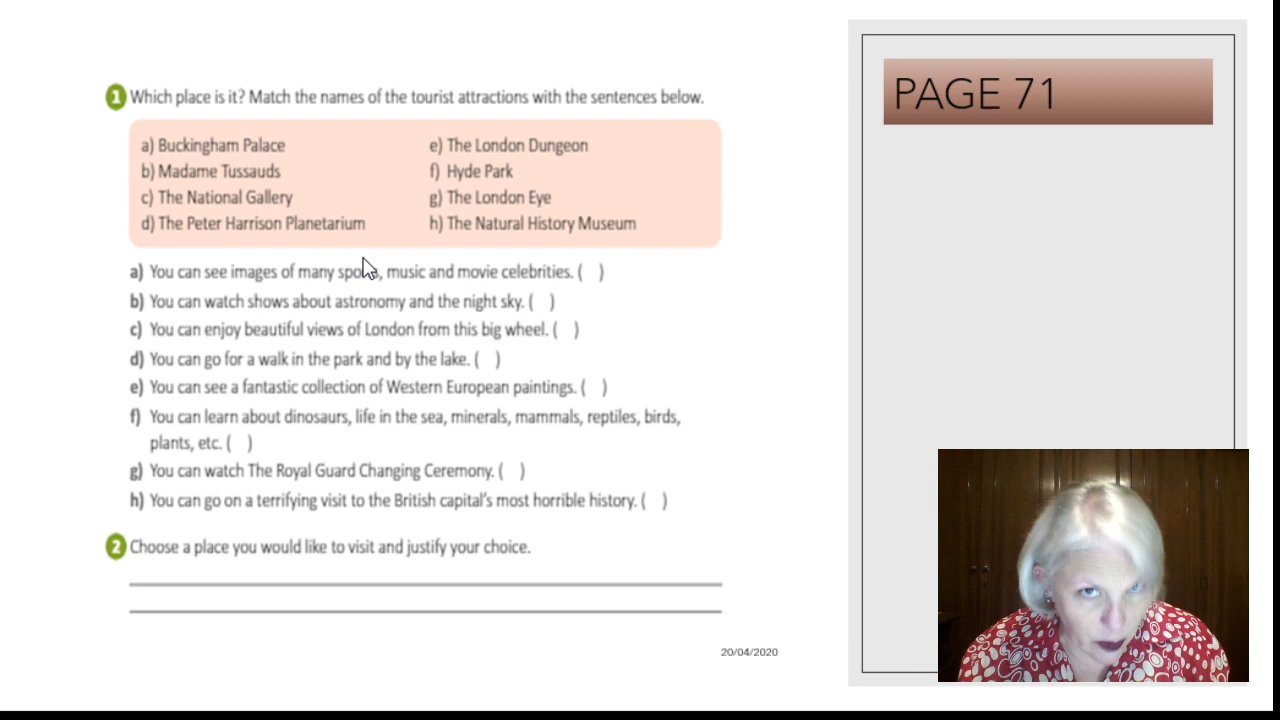 1 Which place is it? Match the names of the tourist attractions with the sentences below.
a) Buckingham Palace
b) Madame Tussauds
c) The National Gallery
d) The Peter Harrison Planetarium
e) The London Dungeon
f) Hyde Park
g) The London Eye
h) The Natural History Museum
a) You can see images of many sports, music and movie celebrities. ( )
b) You can watch shows about astronomy and the night sky. ( )
c) You can enjoy beautiful views of London from this big wheel. ( )
d) You can go for a walk in the park and by the lake. ( )
e) You can see a fantastic collection of Western European paintings. ( )
f) You can learn about dinosaurs, life in the sea, minerals, mammals, reptiles, birds,
plants, etc. ( )
g) You can watch The Royal Guard Changing Ceremony. ( )
h) You can go on a terrifying visit to the British capital's most horrible history. ( )
2 Choose a place you would like to visit and justify your choice.
20/04/2020
PAGE 71